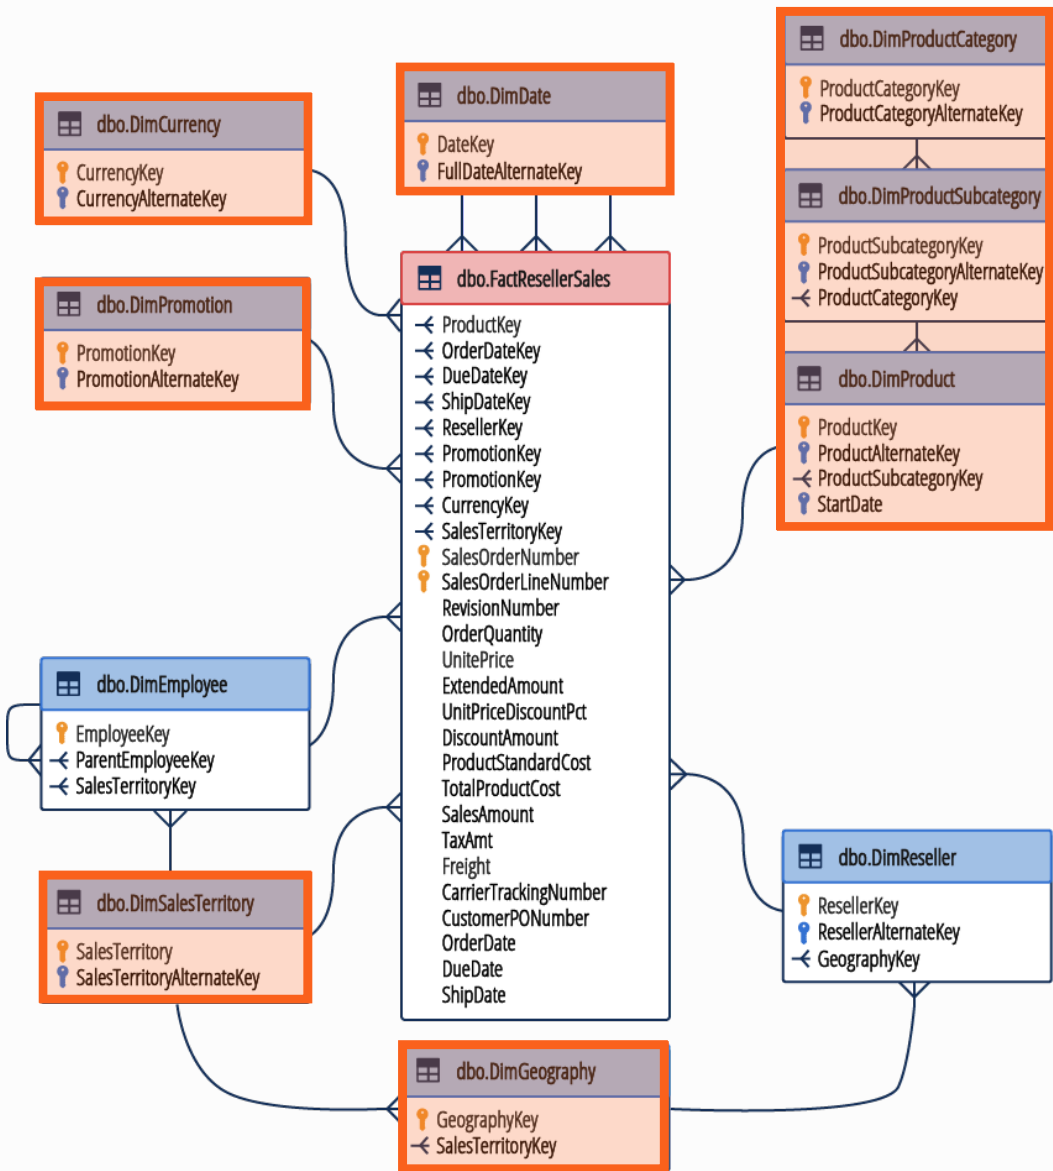 dbo.DimProductCategory
ProductCategoryKey
ProductCategoryAlternateKey
dbo.DimCurrency
CurrencyKey
CurrencyAlternateKey
dbo.DimDate
DateKey
FullDateAlternateKey
dbo.DimProductSubcategory
ProductSubcategoryKey
ProductSubcategoryAlternateKey
ProductCategoryKey
dbo.DimPromotion
PromotionKey
PromotionAlternateKey
dbo.FactResellerSales
ProductKey
OrderDateKey
DueDateKey
ShipDateKey
ResellerKey
PromotionKey
PromotionKey
CurrencyKey
SalesTerritoryKey
SalesOrderNumber
SalesOrderLineNumber
RevisionNumber
OrderQuantity
UnitePrice
ExtendedAmount
UnitPriceDiscountPct
DiscountAmount
ProductStandardCost
TotalProductCost
SalesAmount
TaxAmt
Freight
CarrierTrackingNumber
CustomerPONumber
OrderDate
DueDate
ShipDate
dbo.DimProduct
ProductKey
ProductAlternateKey
ProductSubcategoryKey
StartDate
dbo.DimEmployee
EmployeeKey
ParentEmployeeKey
SalesTerritoryKey
dbo.DimReseller
ResellerKey
ResellerAlternateKey
GeographyKey
dbo.DimSalesTerritory
SalesTerritory
SalesTerritoryAlternateKey
dbo.DimGeography
GeographyKey
SalesTerritoryKey